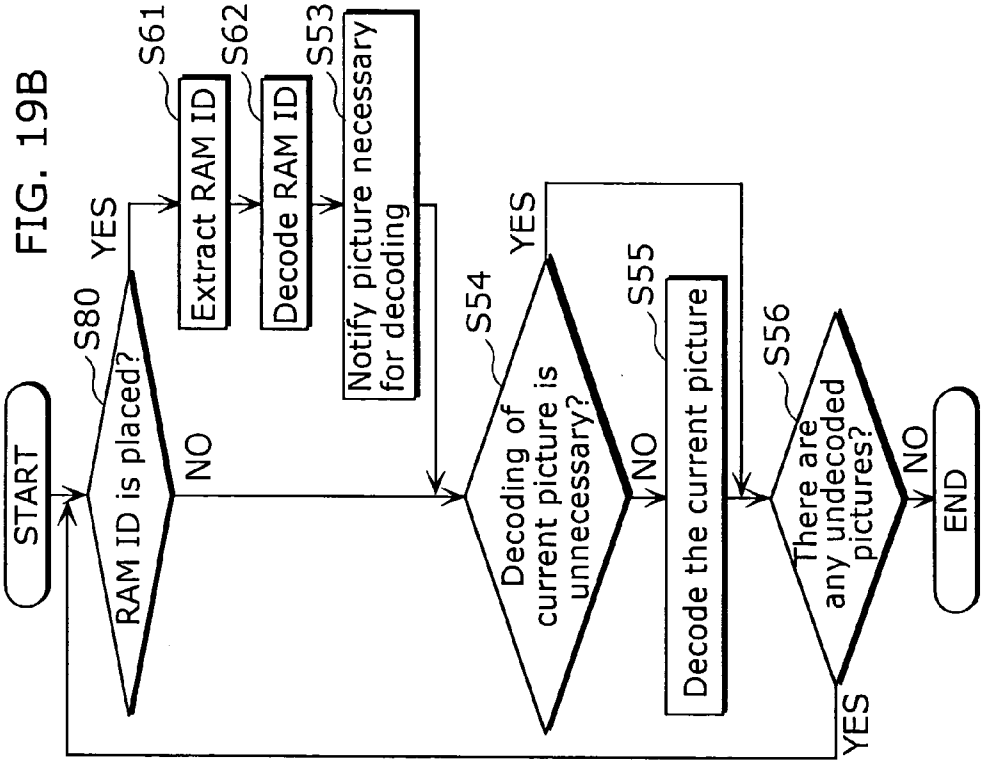 FIG. 19B
START
S80
RAM ID is placed?
YES
NO
S61
Extract RAM ID
S62
Decode RAM ID
S53
Notify picture necessary
for decoding
S54
Decoding of
current picture is
unnecessary?
YES
NO
S55
Decode the current picture
S56
There are
any undecoded
pictures?
YES
NO
END